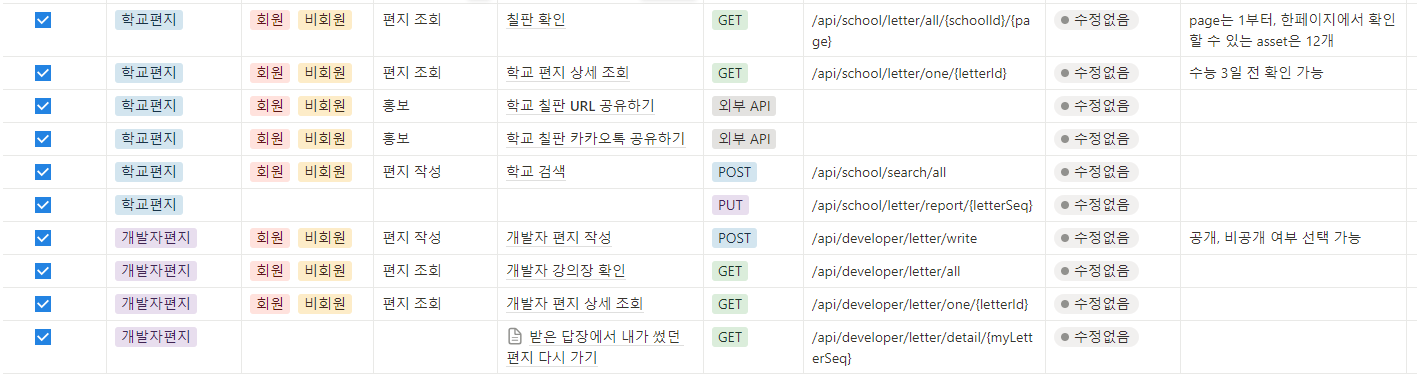 학교편지 회원 비회원 편지 조회 칠판 확인 GET /api/school/letter/all/{schoolId}/{pa 수정없음 page는 1부터, 한페이지에서 확인
ge} 할 수 있는 asset은 12개
학교편지 회원 비회원 편지 조회 학교 편지 상세 조회 GET /api/school/letter/one/{letterId} 수정없음 수능 3일 전 확인 가능
학교편지 회원 비회원 홍보 학교 칠판 URL 공유하기 외부 API 수정없음
학교편지 회원 비회원 홍보 학교 칠판 카카오톡 공유하기 외부 API 수정없음
학교편지 회원 비회원 편지 작성 학교 검색 POST /api/school/search/all 수정없음
학교편지 PUT /api/school/letter/report/{letterSeq} 수정없음
개발자편지 회원 비회원 편지 작성 개발자 편지 작성 POST /api/developer/letter/write 수정없음 공개, 비공개 여부 선택 가능
개발자편지 회원 비회원 편지 조회 개발자 강의장 확인 GET /api/developer/letter/all 수정없음
개발자편지 회원 비회원 편지 조회 개발자 편지 상세 조회 GET /api/developer/letter/one/{letterId} 수정없음
개발자편지 받은 답장에서 내가 썼던 GET /api/developer/letter/detail/{myLett 수정없음
편지 다시 가기 erSeq}